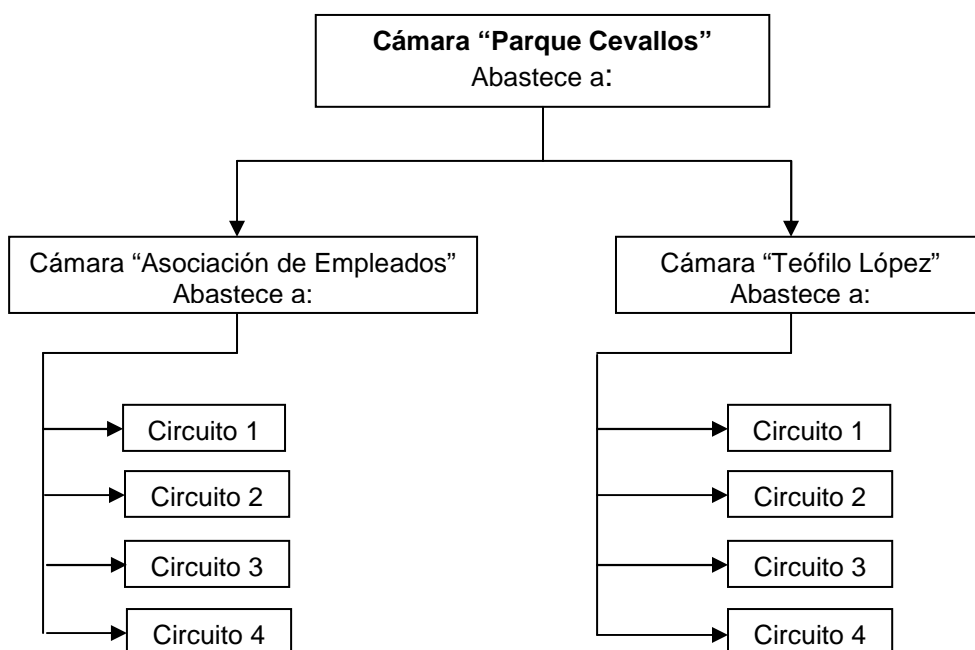 Cámara “Parque Cevallos”
Abastece a:
Cámara “Asociación de Empleados”
Abastece a:
Circuito 1
Circuito 2
Circuito 3
Circuito 4
Cámara “Teófilo López”
Abastece a:
Circuito 1
Circuito 2
Circuito 3
Circuito 4